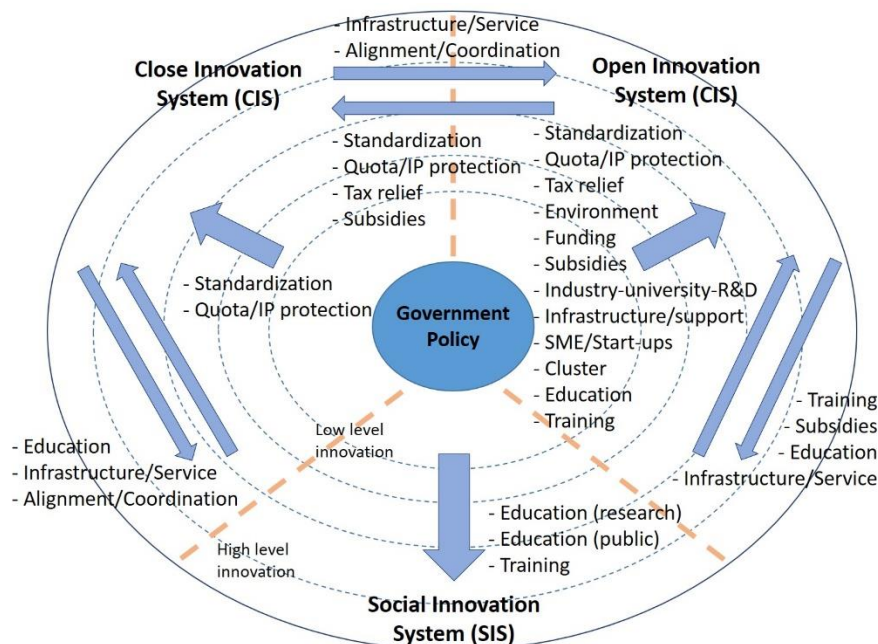 - Infrastructure/Service
- Alignment/Coordination
Close Innovation
System (CIS)
Open Innovation
System (CIS)
- Standardization
- Quota/IP protection
- Tax relief
- Subsidies
- Standardization
- Quota/IP protection
- Tax relief
- Environment
- Funding
- Subsidies
- Industry-university-R&D
- Infrastructure/support
- SME/Start-ups
- Cluster
- Education
- Training
- Standardization
- Quota/IP protection
Government
Policy
- Training
- Subsidies
- Education
- Infrastructure/Service
Low level
innovation
- Education
- Infrastructure/Service
- Alignment/Coordination
High level
innovation
- Education (research)
- Education (public)
- Training
Social Innovation
System (SIS)